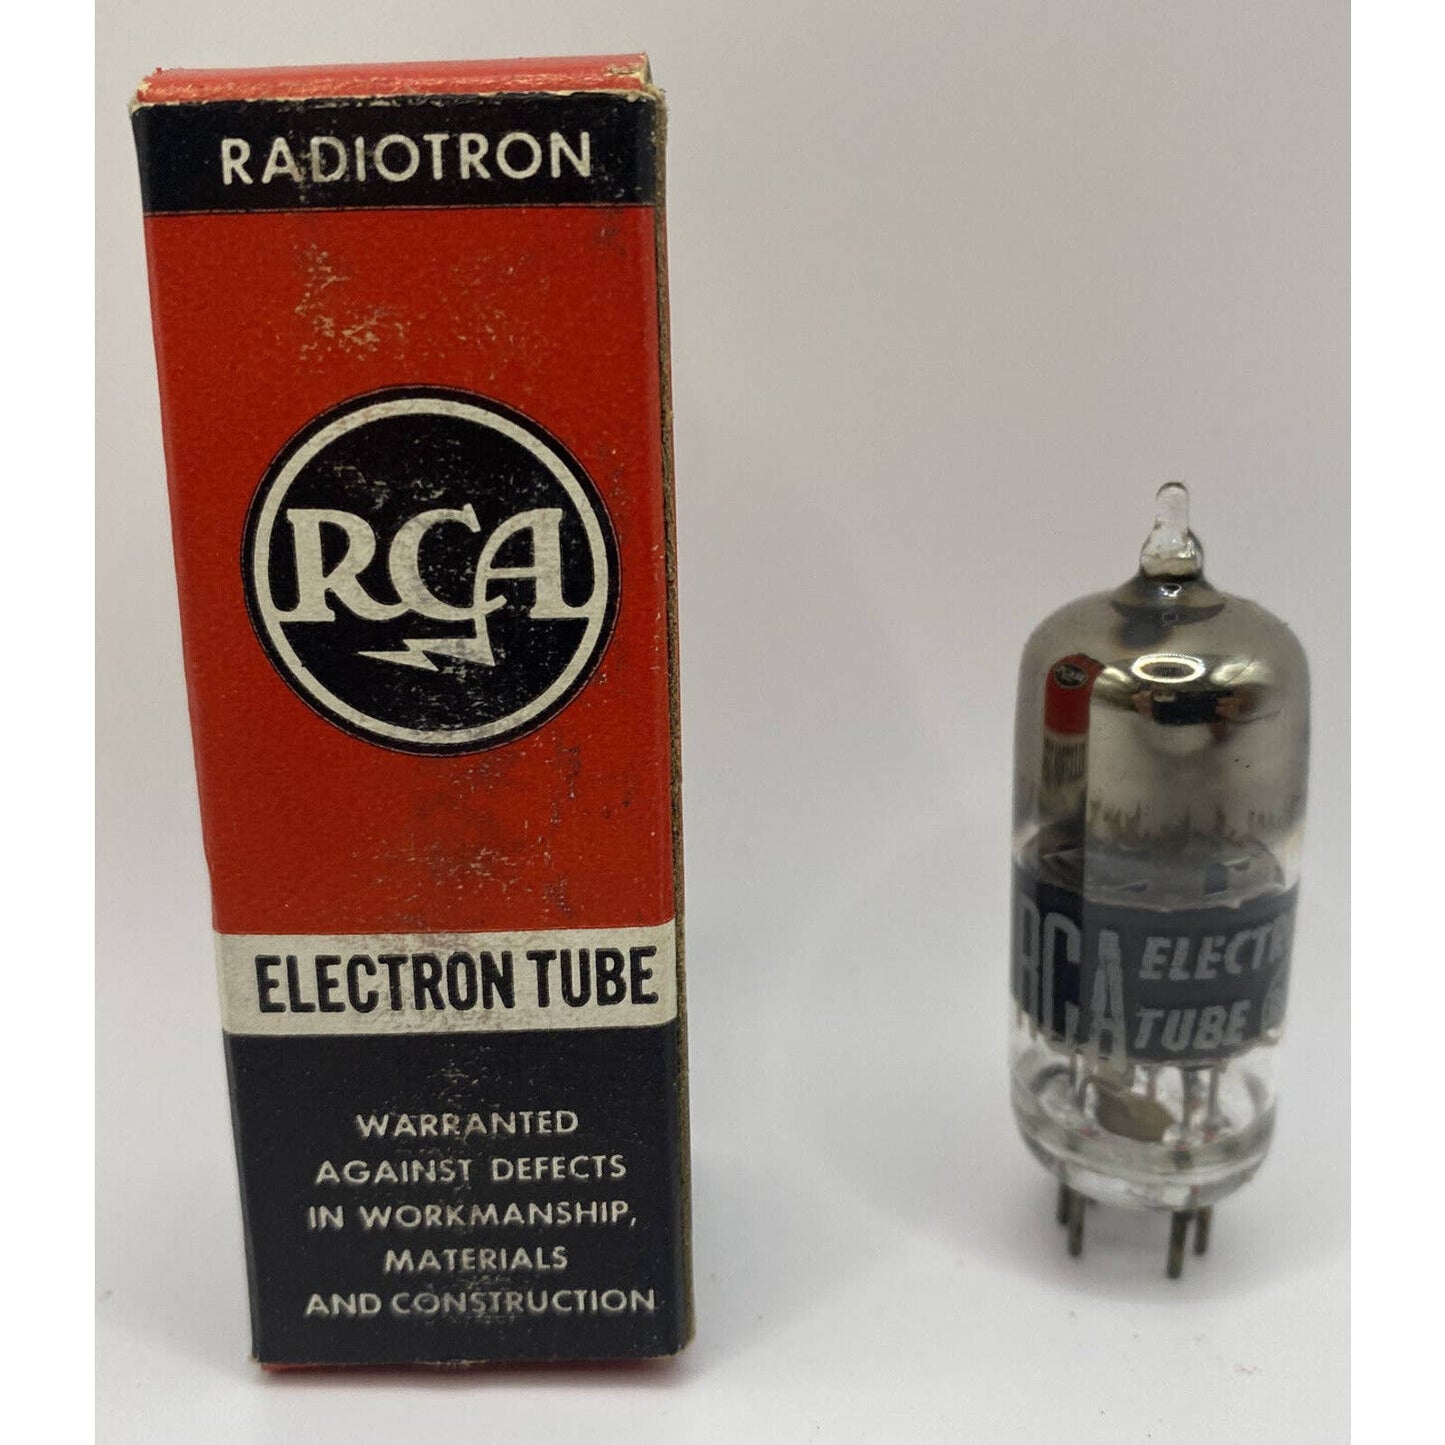 RADIOTRON
RCA
ELECTRON TUBE
WARRANTED
AGAINST DEFECTS
IN WORKMANSHIP,
MATERIALS
AND CONSTRUCTION
RCA
ELECTR
TUBE